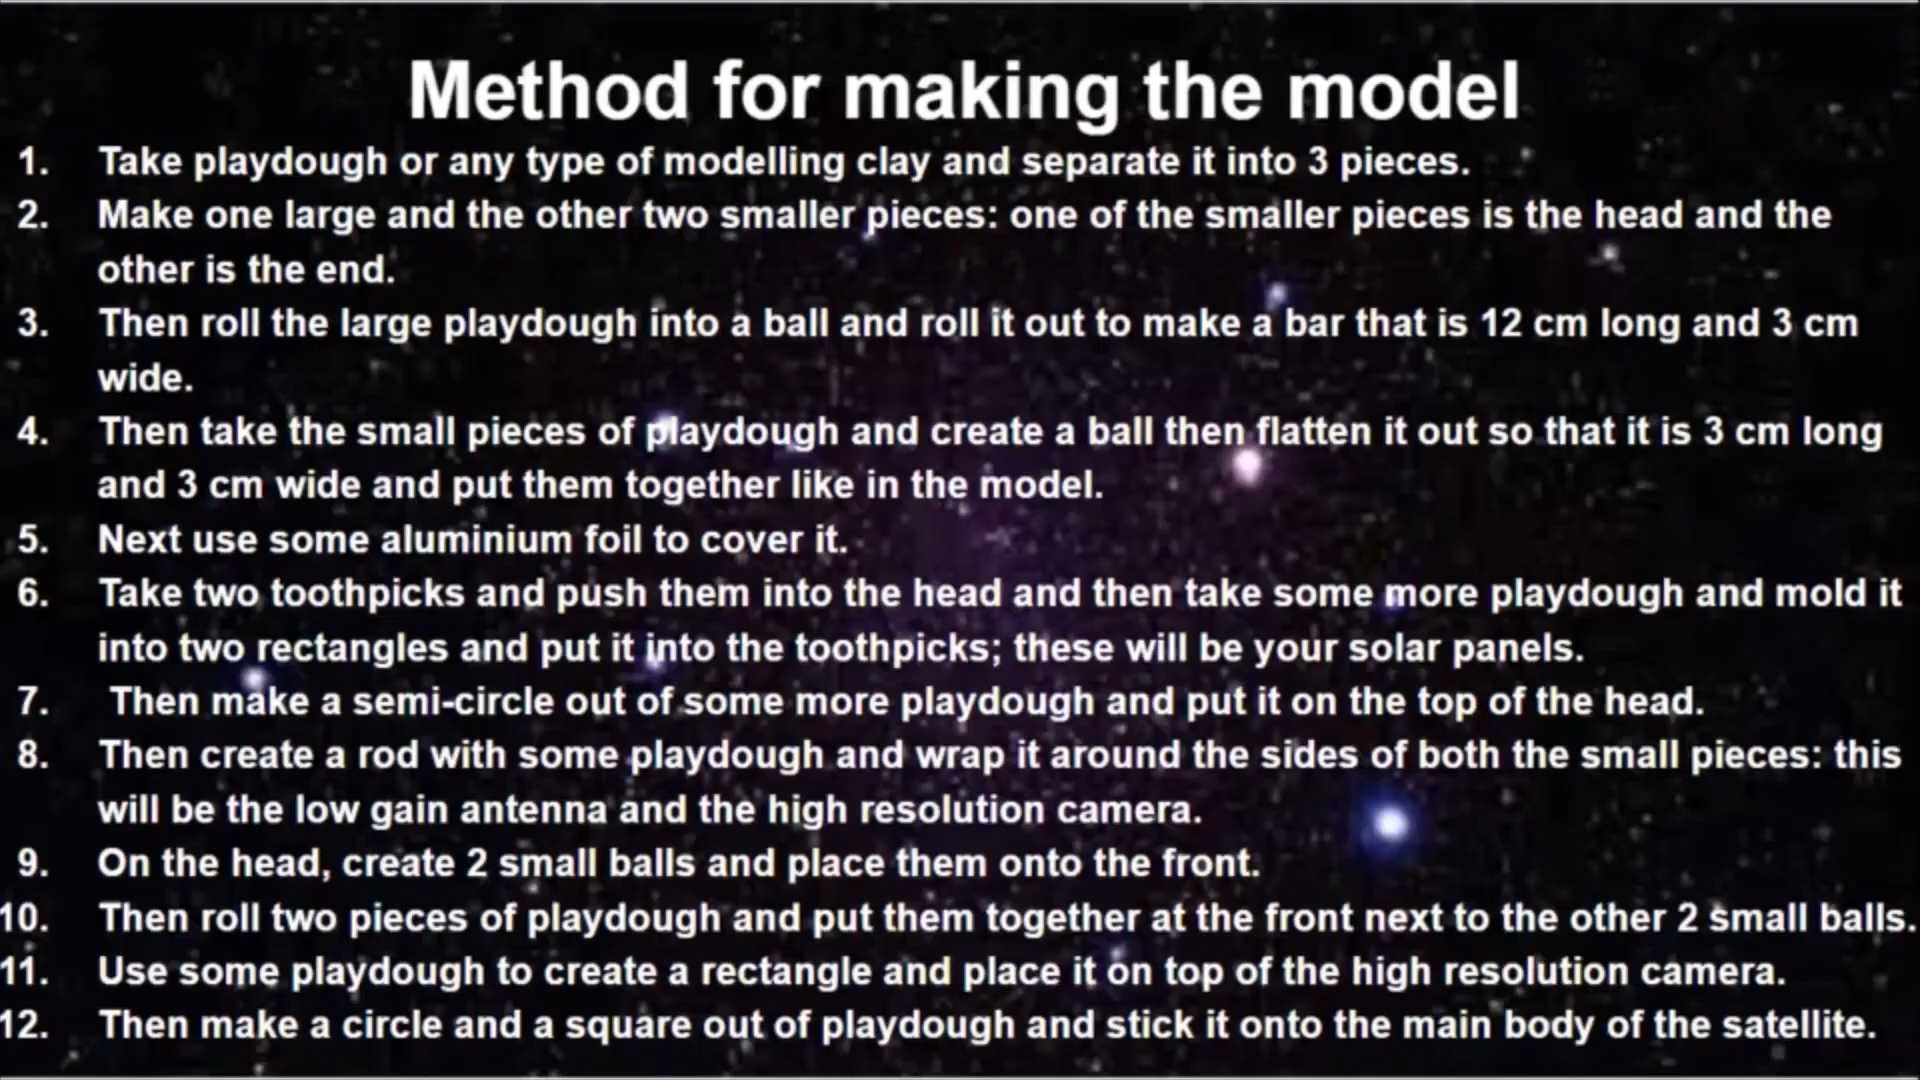 Method for making the model
1. Take playdough or any type of modelling clay and separate it into 3 pieces.
2. Make one large and the other two smaller pieces: one of the smaller pieces is the head and the
other is the end.
3. Then roll the large playdough into a ball and roll it out to make a bar that is 12 cm long and 3 cm
wide.
4. Then take the small pieces of playdough and create a ball then flatten it out so that it is 3 cm long
and 3 cm wide and put them together like in the model.
5. Next use some aluminium foil to cover it.
6. Take two toothpicks and push them into the head and then take some more playdough and mold it
into two rectangles and put it into the toothpicks; these will be your solar panels.
7. Then make a semi-circle out of some more playdough and put it on the top of the head.
8. Then create a rod with some playdough and wrap it around the sides of both the small pieces: this
will be the low gain antenna and the high resolution camera.
9. On the head, create 2 small balls and place them onto the front.
10. Then roll two pieces of playdough and put them together at the front next to the other 2 small balls.
11. Use some playdough to create a rectangle and place it on top of the high resolution camera.
12. Then make a circle and a square out of playdough and stick it onto the main body of the satellite.